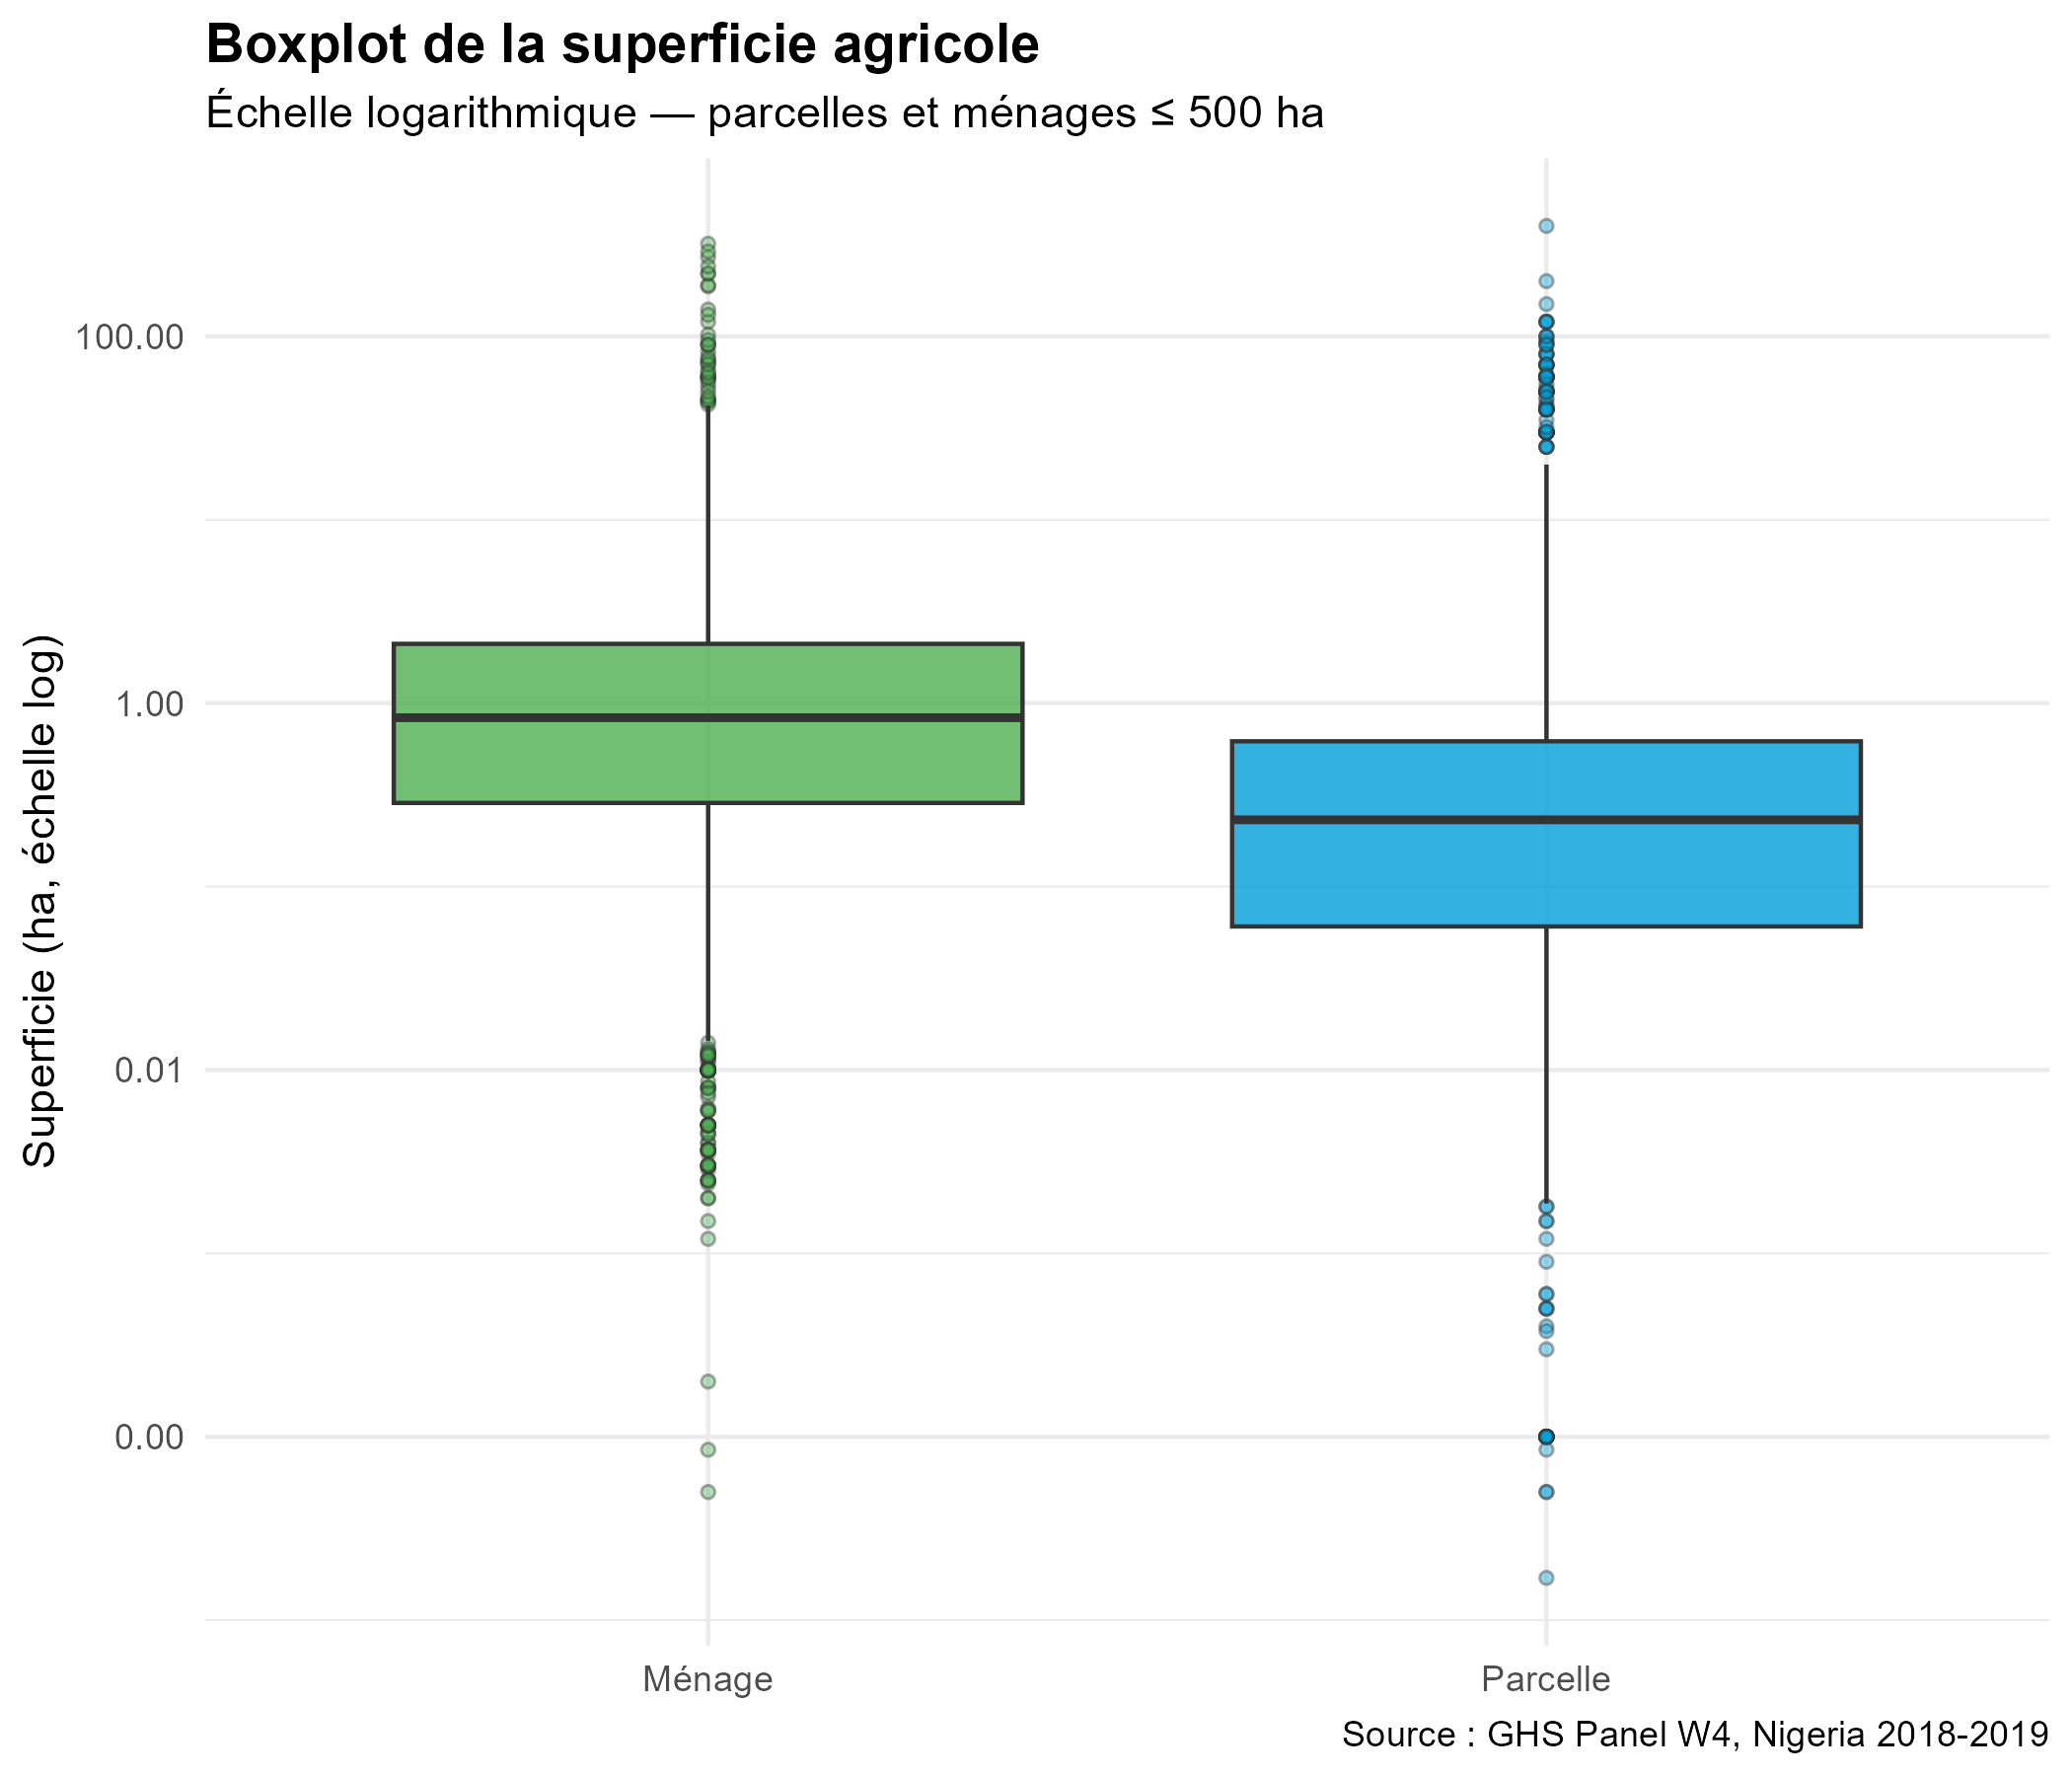 Boxplot de la superficie agricole
Échelle logarithmique — parcelles et ménages ≤ 500 ha
Superficie (ha, échelle log)
100.00
1.00
0.01
0.00
Ménage
Parcelle
Source : GHS Panel W4, Nigeria 2018-2019